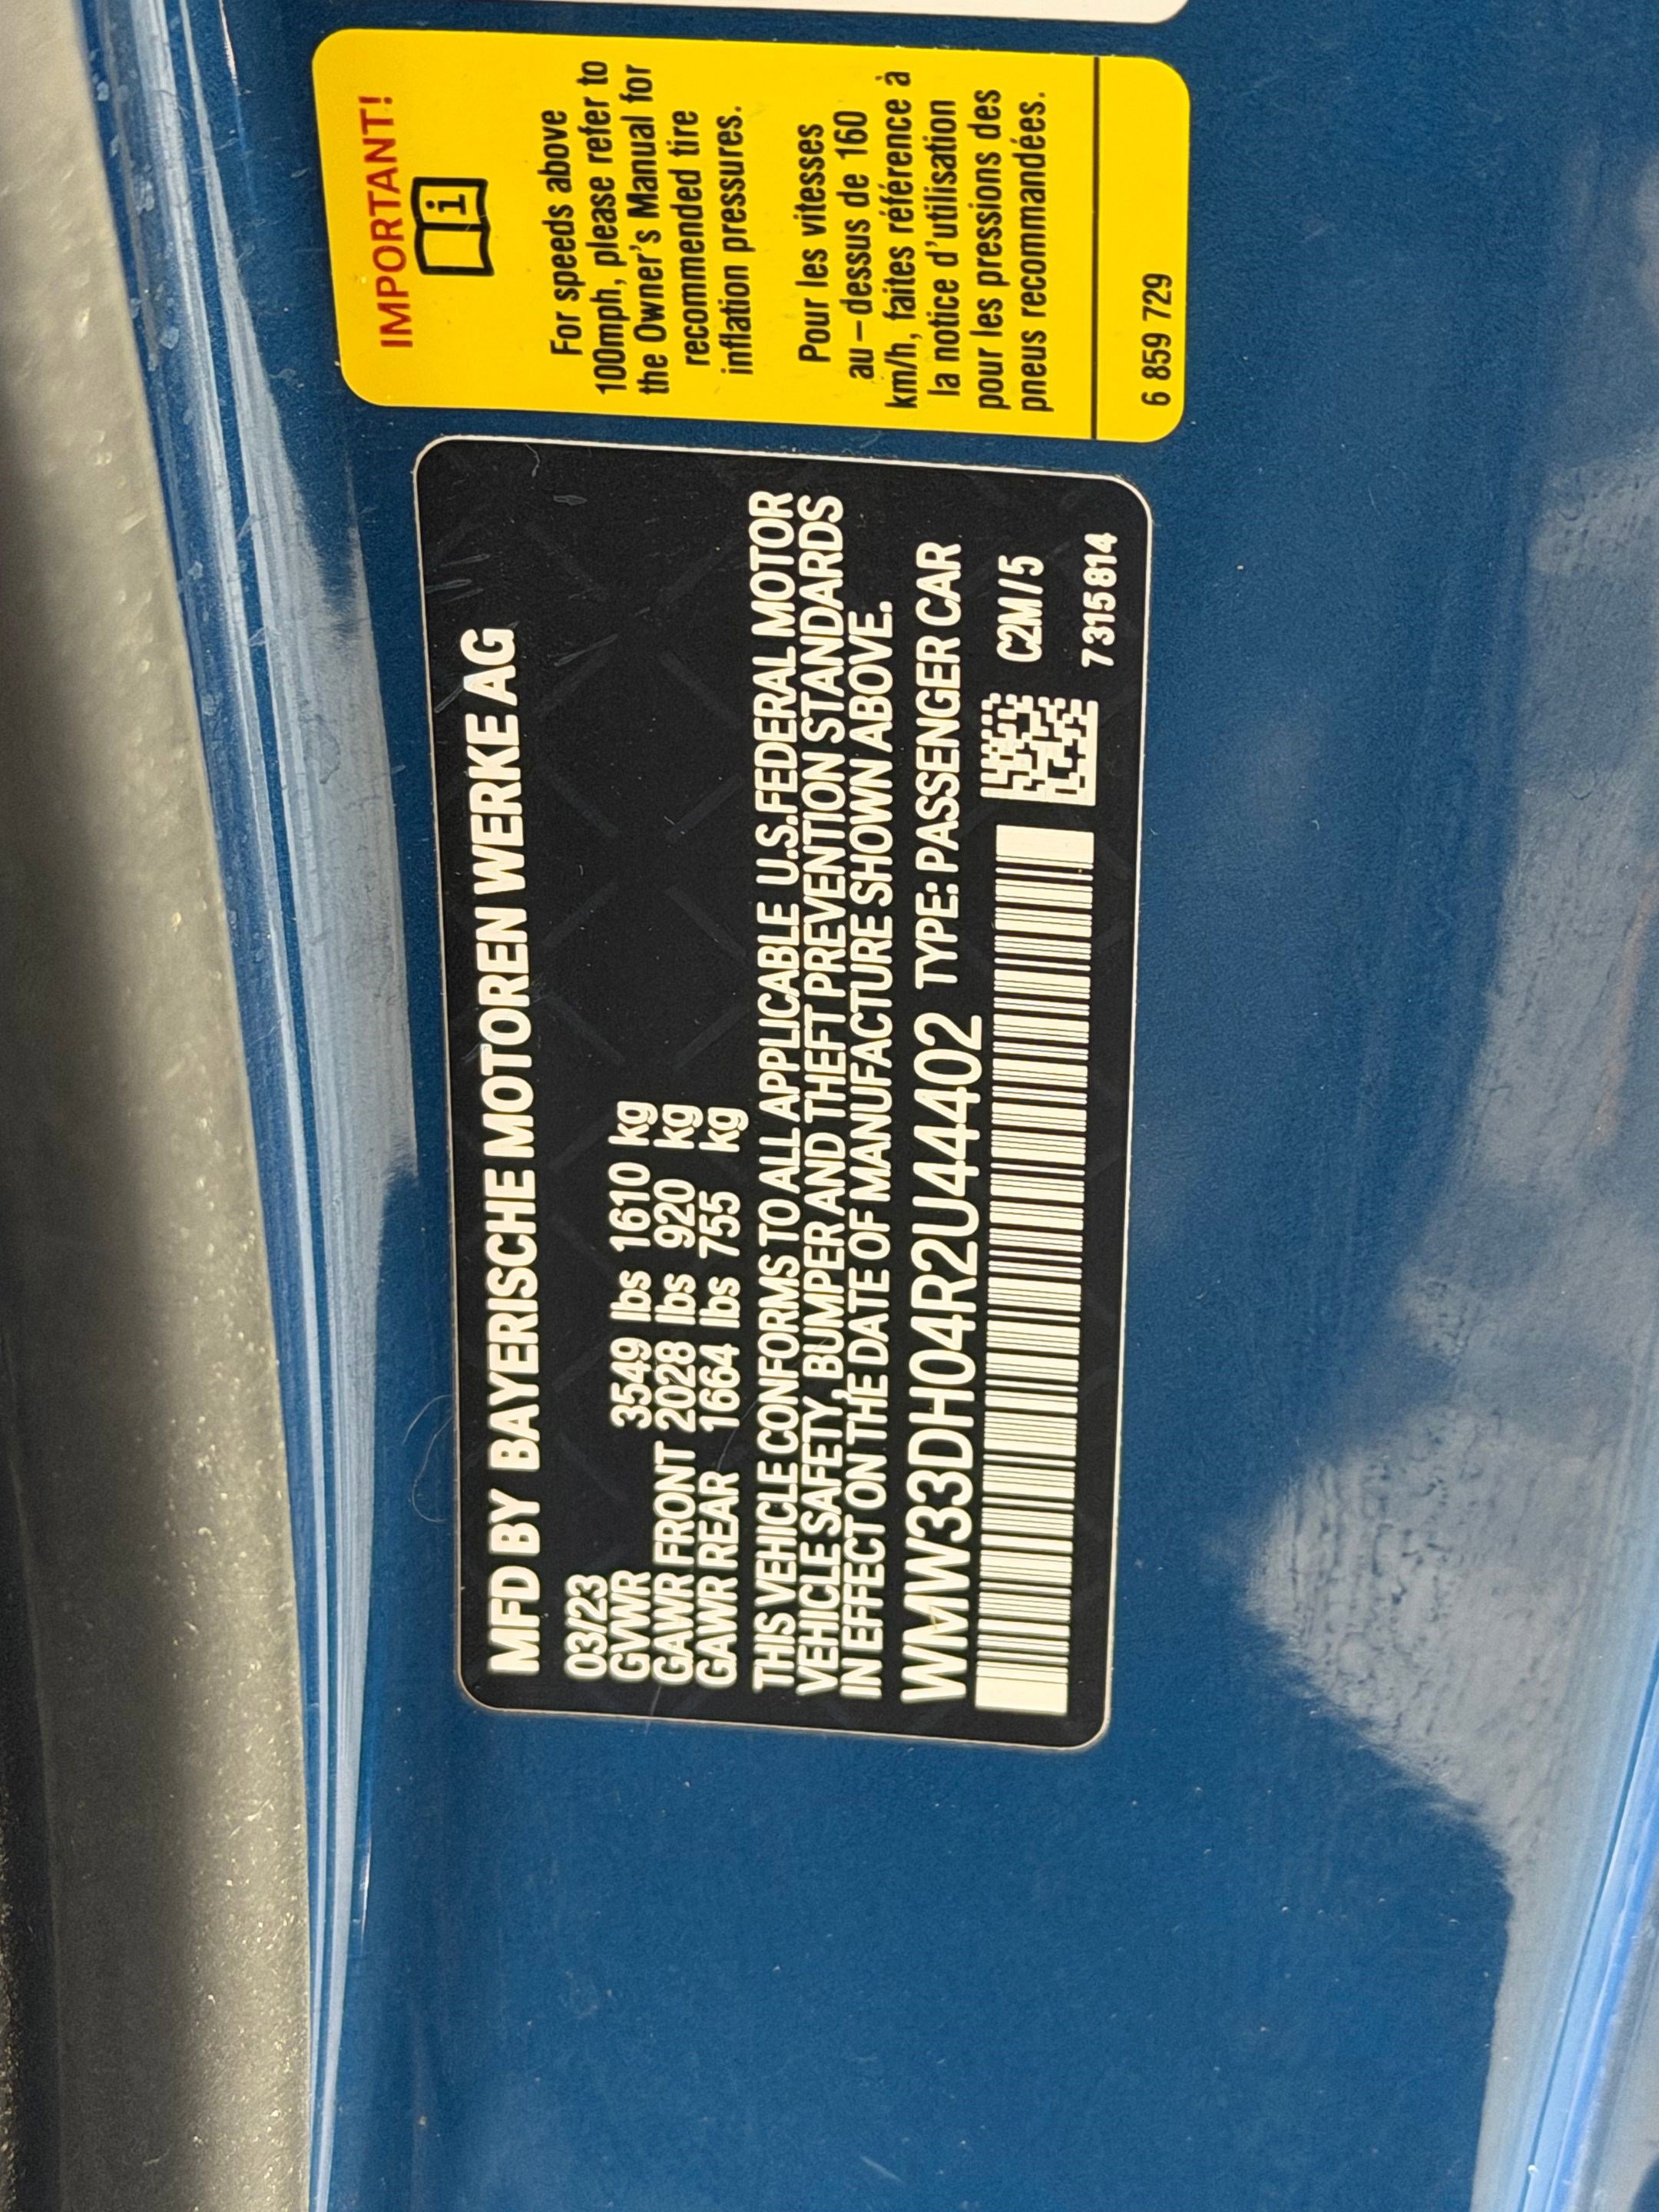 MFD BY BAYERISCHE MOTOREN WERKE AG
03/23
GVWR 3549 lbs 1610 kg
GAWR FRONT 2028 lbs 920 kg
GAWR REAR 1664 lbs 755 kg
THIS VEHICLE CONFORMS TO ALL APPLICABLE U.S.FEDERAL MOTOR
VEHICLE SAFETY, BUMPER AND THEFT PREVENTION STANDARDS
IN EFFECT ON THE DATE OF MANUFACTURE SHOWN ABOVE.
WMW33DH04R2U44402 TYPE: PASSENGER CAR
C2M//5
7315814
IMPORTANT!
i
For speeds above
100mph, please refer to
the Owner's Manual for
recommended tire
inflation pressures.
Pour les vitesses
au-dessus de 160
km/h, faites référence à
la notice d'utilisation
pour les pressions des
pneus recommandées.
6 859 729